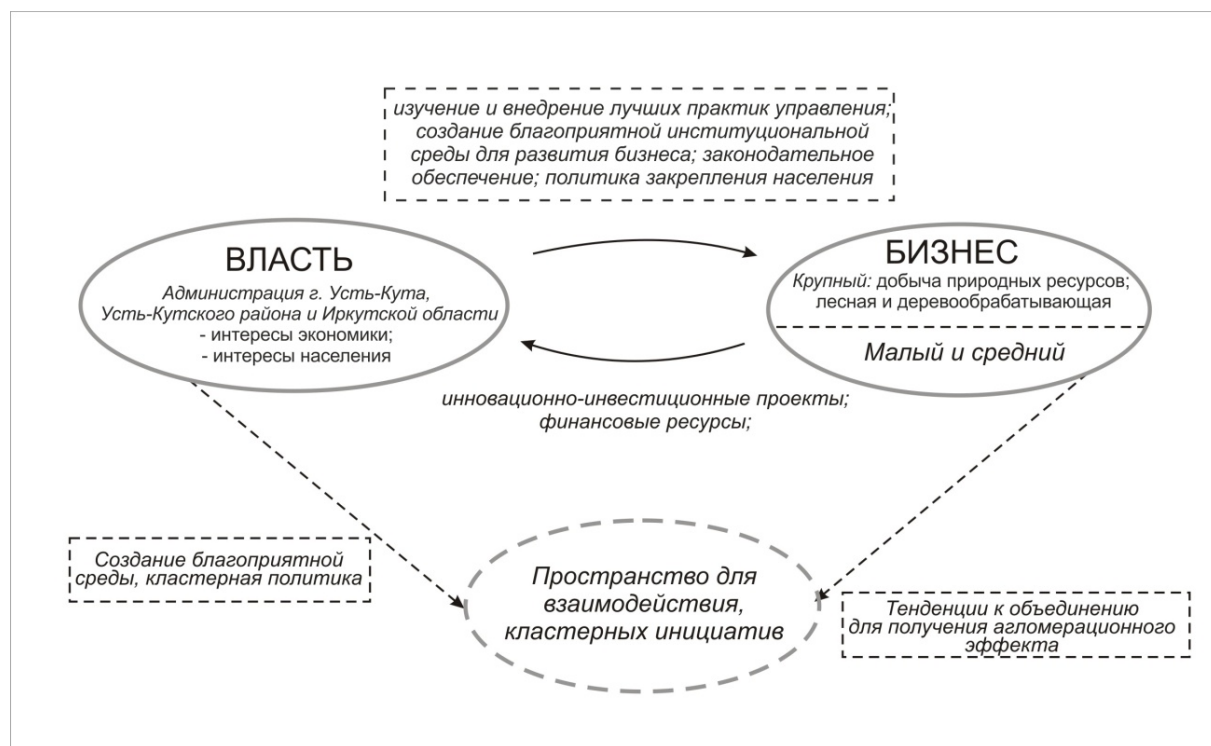 изучение и внедрение лучших практик управления;
создание благоприятной институциональной
среды для развития бизнеса; законодательное
обеспечение; политика закрепления населения
ВЛАСТЬ
Администрация г. Усть-Кута,
Усть-Кутского района и Иркутской области
- интересы экономики;
- интересы населения
БИЗНЕС
Крупный: добыча природных ресурсов;
лесная и деревообрабатывающая
Малый и средний
инновационно-инвестиционные проекты;
финансовые ресурсы;
Создание благоприятной
среды, кластерная политика
Пространство для
взаимодействия,
кластерных инициатив
Тенденции к объединению
для получения агломерационного
эффекта